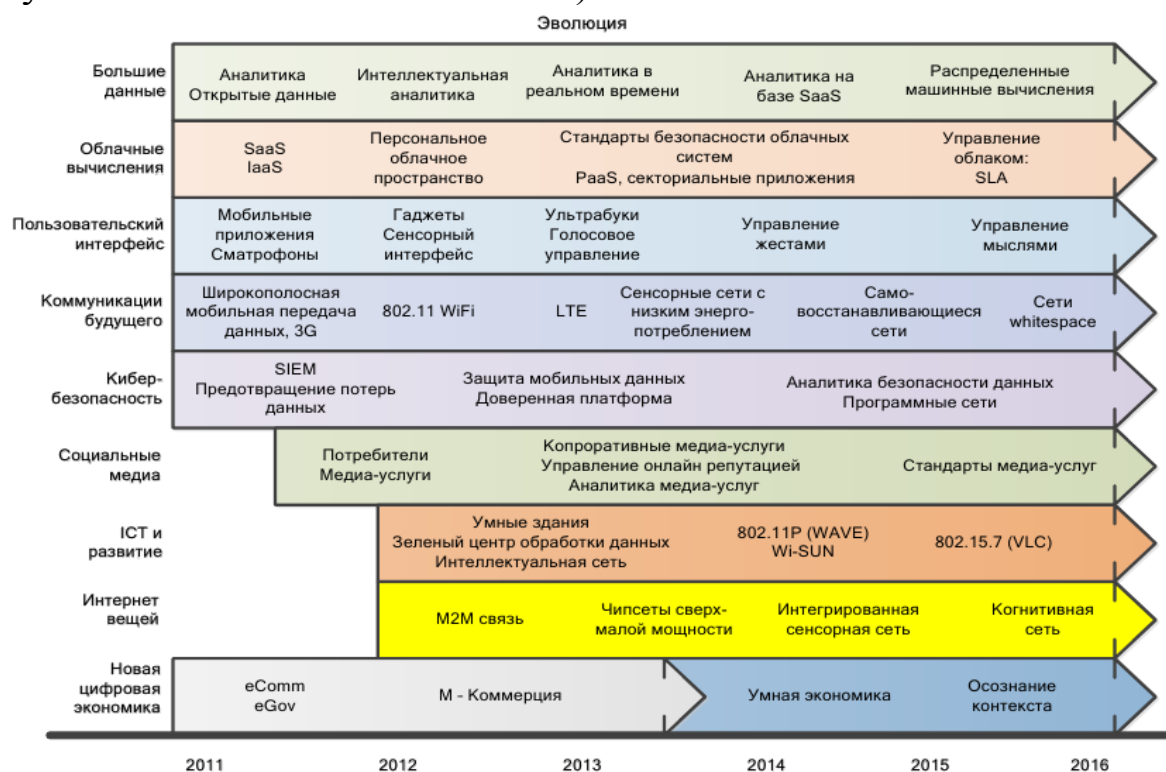 Эволюция
Большие
данные
Аналитика
Открытые данные
Интеллектуальная
аналитика
Аналитика в
реальном времени
Аналитика на
базе SaaS
Распределенные
машинные вычисления
Облачные
вычисления
SaaS
IaaS
Персональное
облачное
пространство
Стандарты безопасности облачных
систем
PaaS, секториальные приложения
Управление
облаком:
SLA
Пользовательский
интерфейс
Мобильные
приложения
Сматрофоны
Гаджеты
Сенсорный
интерфейс
Ультрабуки
Голосовое
управление
Управление
жестами
Управление
мыслями
Коммуникации
будущего
Широкополосная
мобильная передача
данных, 3G
802.11 WiFi
LTE
Сенсорные сети с
низким энерго-
потреблением
Само-
восстанавливающиеся
сети
Сети
whitespace
Кибер-
безопасность
SIEM
Предотвращение потерь
данных
Защита мобильных данных
Доверенная платформа
Аналитика безопасности данных
Программные сети
Социальные
медиа
Потребители
Медиа-услуги
Копроративные медиа-услуги
Управление онлайн репутацией
Аналитика медиа-услуг
Стандарты медиа-услуг
ICT и
развитие
Умные здания
Зеленый центр обработки данных
Интеллектуальная сеть
802.11P (WAVE)
Wi-SUN
802.15.7 (VLC)
Интернет
вещей
M2M связь
Чипсеты сверх-
малой мощности
Интегрированная
сенсорная сеть
Когнитивная
сеть
Новая
цифровая
экономика
eComm
eGov
М - Коммерция
Умная экономика
Осознание
контекста
2011
2012
2013
2014
2015
2016